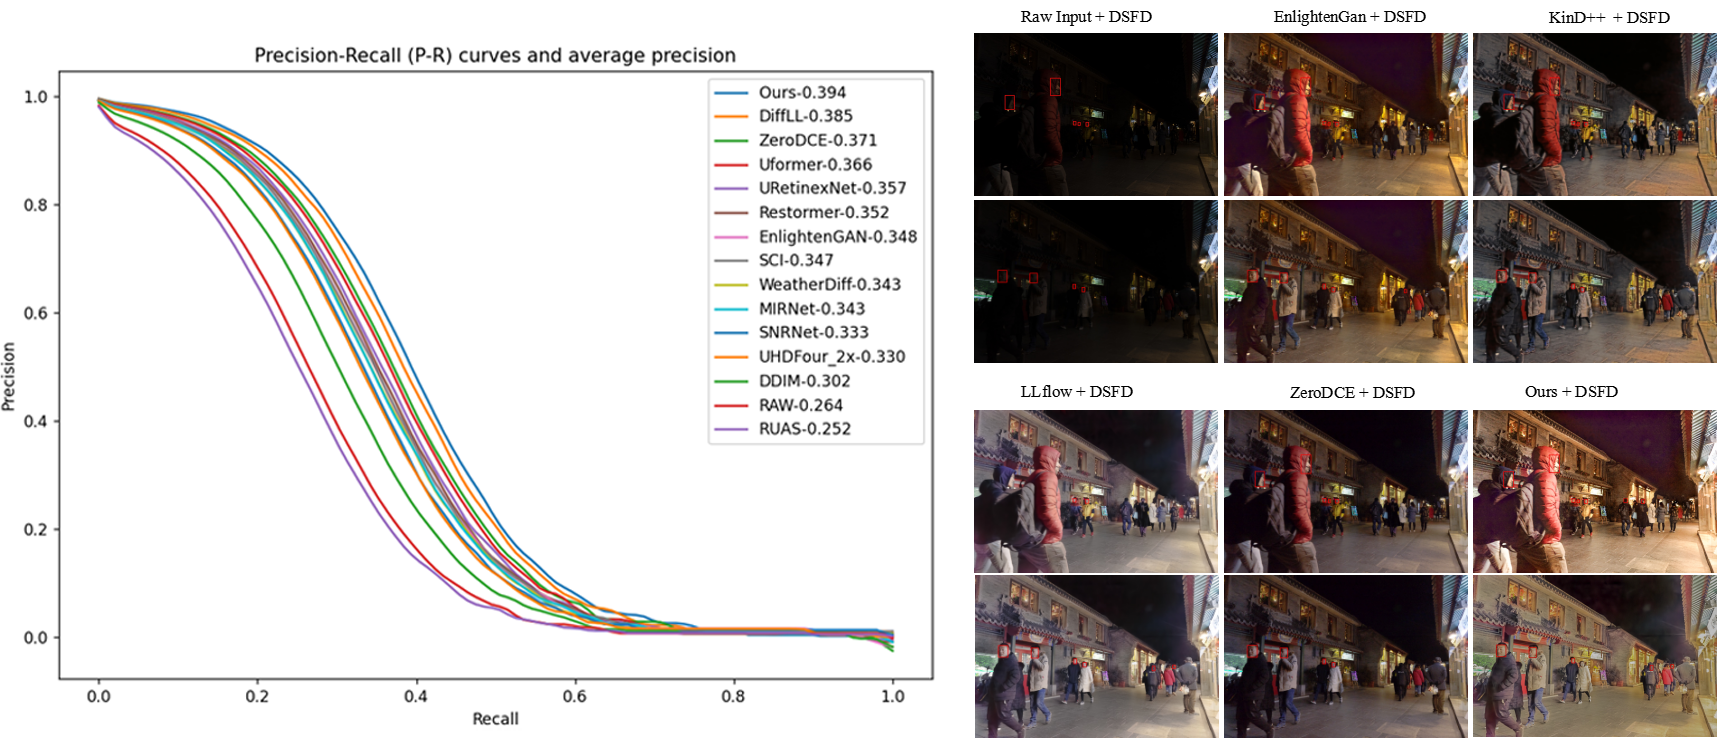 Precision-Recall (P-R) curves and average precision
1.0
0.8
0.6
0.4
0.2
0.0
Precision
0.0 0.2 0.4 0.6 0.8 1.0
Recall
Ours-0.394
DiffLL-0.385
ZeroDCE-0.371
Uformer-0.366
URetinexNet-0.357
Restormer-0.352
EnlightenGAN-0.348
SCI-0.347
WeatherDiff-0.343
MIRNet-0.343
SNRNet-0.333
UHDFour_2x-0.330
DDIM-0.302
RAW-0.264
RUAS-0.252
Raw Input + DSFD
EnlightenGan + DSFD
KinD++ + DSFD
LLflow + DSFD
ZeroDCE + DSFD
Ours + DSFD